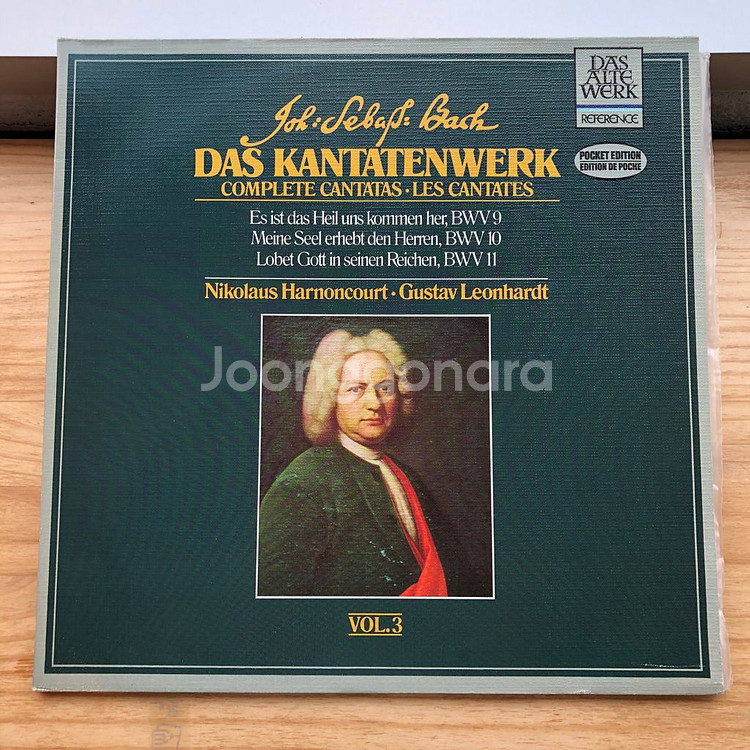 DAS
ALTE
WERK
REFERENCE
Joh: Sebast: Bach
DAS KANTATENWERK
COMPLETE CANTATAS · LES CANTATES
POCKET EDITION
EDITION DE POCHE
Es ist das Heil uns kommen her, BWV 9
Meine Seel erhebt den Herren, BWV 10
Lobet Gott in seinen Reichen, BWV 11
Nikolaus Harnoncourt · Gustav Leonhardt
Joongonara
VOL. 3